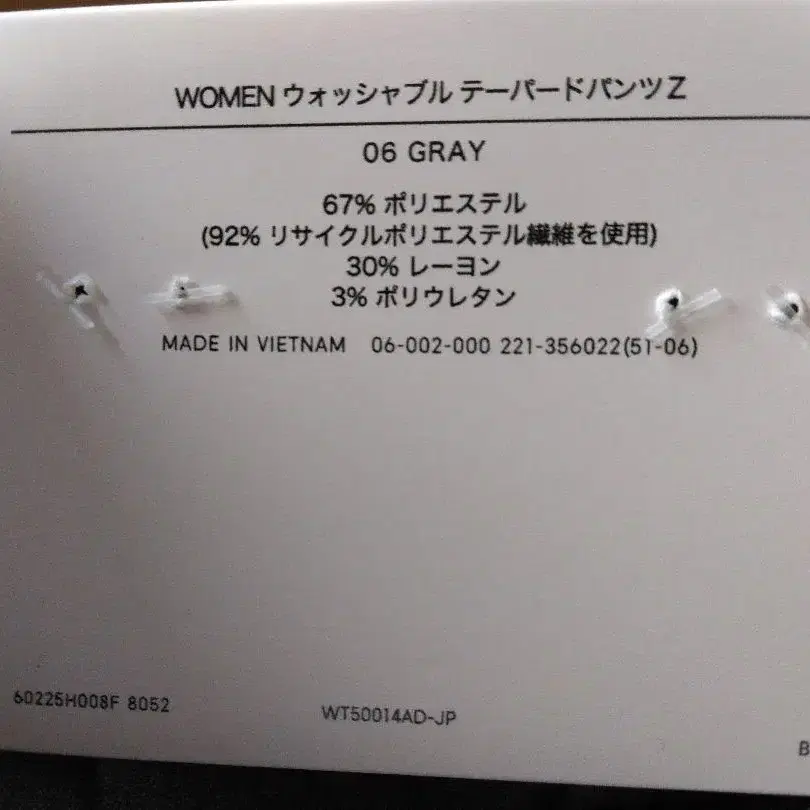 WOMEN ウォッシャブル テーパードパンツZ
06 GRAY
67% ポリエステル
(92% リサイクルポリエステル繊維を使用)
30% レーヨン
3% ポリウレタン
MADE IN VIETNAM 06-002-000 221-356022(51-06)
60225H008F 8052
WT50014AD-JP
B